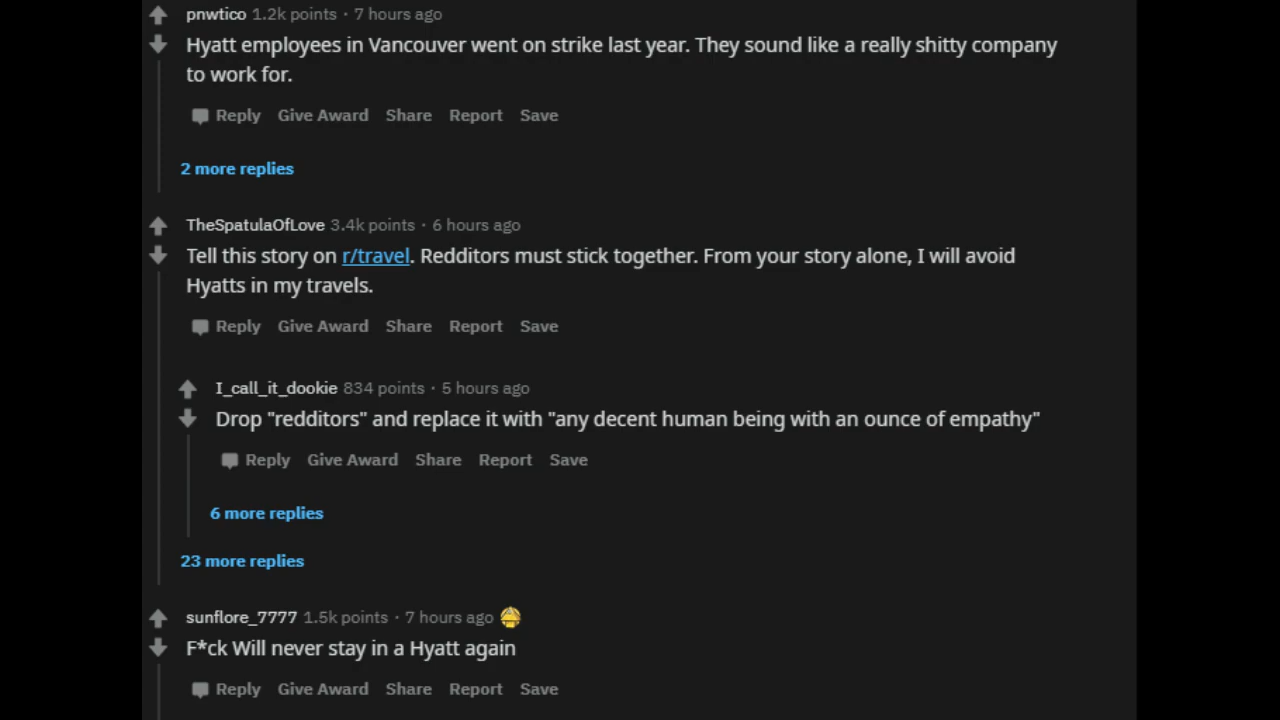 pnwtico 1.2k points · 7 hours ago
Hyatt employees in Vancouver went on strike last year. They sound like a really shitty company
to work for.
Reply Give Award Share Report Save
2 more replies
TheSpatulaOfLove 3.4k points · 6 hours ago
Tell this story on r/travel. Redditors must stick together. From your story alone, I will avoid
Hyatts in my travels.
Reply Give Award Share Report Save
I_call_it_dookie 834 points · 5 hours ago
Drop "redditors" and replace it with "any decent human being with an ounce of empathy"
Reply Give Award Share Report Save
6 more replies
23 more replies
sunflore_7777 1.5k points · 7 hours ago
F*ck Will never stay in a Hyatt again
Reply Give Award Share Report Save